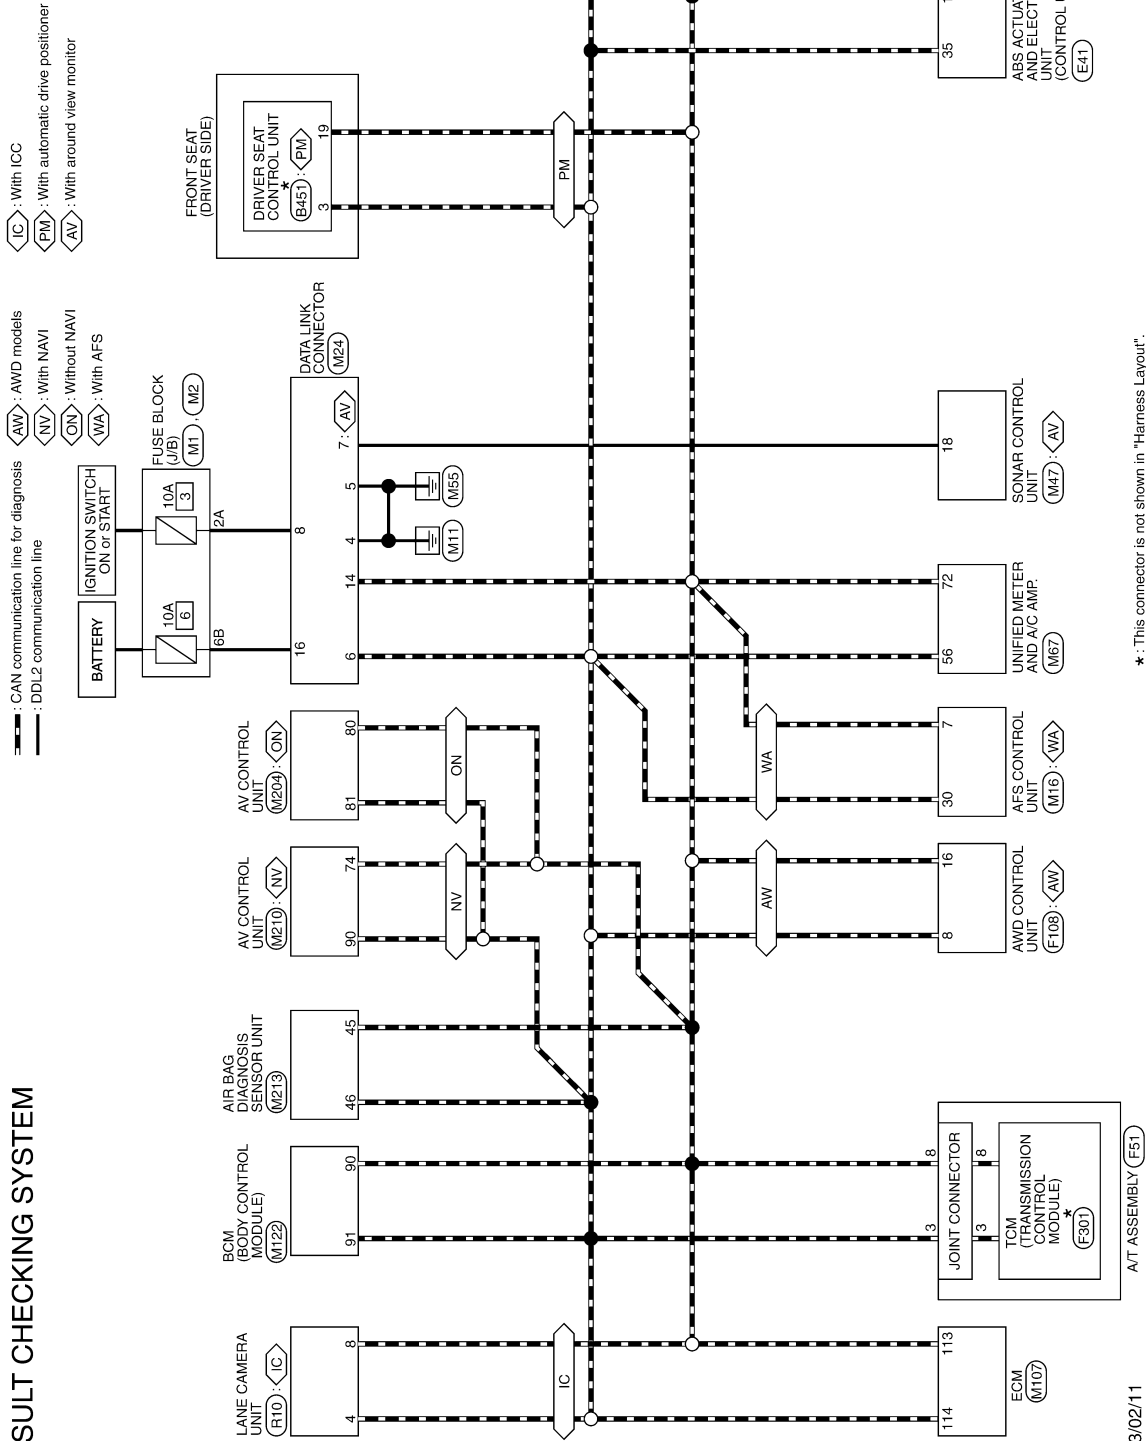 SULT CHECKING SYSTEM
: CAN communication line for diagnosis
: DDL2 communication line
AW : AWD models
NV : With NAVI
ON : Without NAVI
WA : With AFS
IC : With ICC
PM : With automatic drive positioner
AV : With around view monitor
BATTERY
IGNITION SWITCH
ON or START
FUSE BLOCK
(J/B)
M1 , M2
10A
6
10A
3
6B
2A
LANE CAMERA
UNIT
R10 : IC
4
8
BCM
(BODY CONTROL
MODULE)
M122
91
90
AIR BAG
DIAGNOSIS
SENSOR UNIT
M213
46
45
AV CONTROL
UNIT
M210 : NV
90
74
AV CONTROL
UNIT
M204 : ON
81
80
DATA LINK
CONNECTOR
M24
16
8
6
14
4
5
7 : AV
M11
M55
FRONT SEAT
(DRIVER SIDE)
DRIVER SEAT
CONTROL UNIT
*
B451 : PM
3
19
IC
NV
ON
PM
AW
WA
ECM
M107
114
113
JOINT CONNECTOR
3
8
3
8
TCM
(TRANSMISSION
CONTROL
MODULE)
*
F301
A/T ASSEMBLY F51
AWD CONTROL
UNIT
F108 : AW
8
16
AFS CONTROL
UNIT
M16 : WA
30
7
UNIFIED METER
AND A/C AMP.
M67
56
72
SONAR CONTROL
UNIT
M47 : AV
18
ABS ACTUAT
AND ELECT
UNIT
(CONTROL U
E41
35
3/02/11
* : This connector is not shown in "Harness Layout".